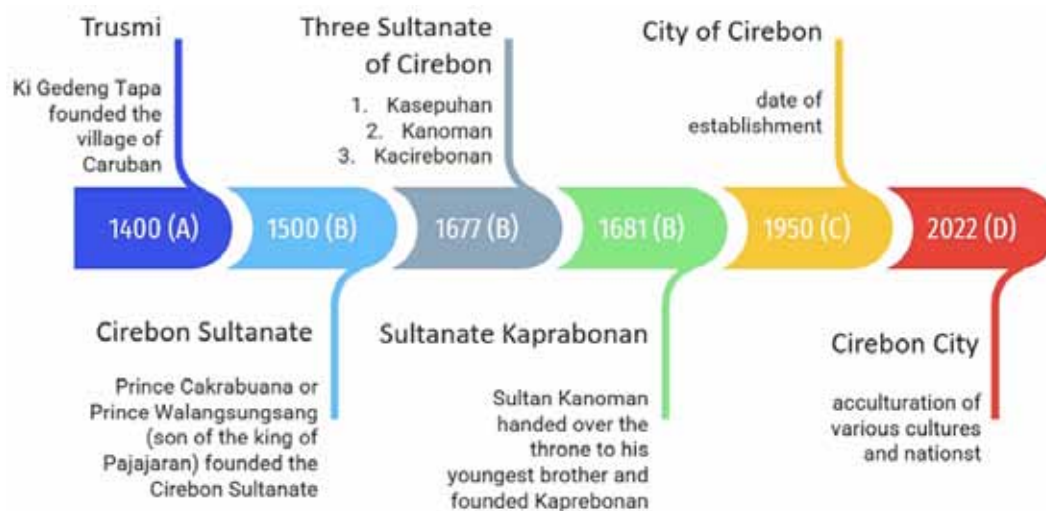 Trusmi
Ki Gedeng Tapa
founded the
village of
Caruban
Three Sultanate
of Cirebon
1. Kasepuhan
2. Kanoman
3. Kacirebonan
City of Cirebon
date of
establishment
1400 (A)
1500 (B)
1677 (B)
1681 (B)
1950 (C)
2022 (D)
Cirebon Sultanate
Prince Cakrabuana or
Prince Walangsungsang
(son of the king of
Pajajaran) founded the
Cirebon Sultanate
Sultanate Kaprabonan
Sultan Kanoman
handed over the
throne to his
youngest brother and
founded Kaprebonan
Cirebon City
acculturation of
various cultures
and nationst